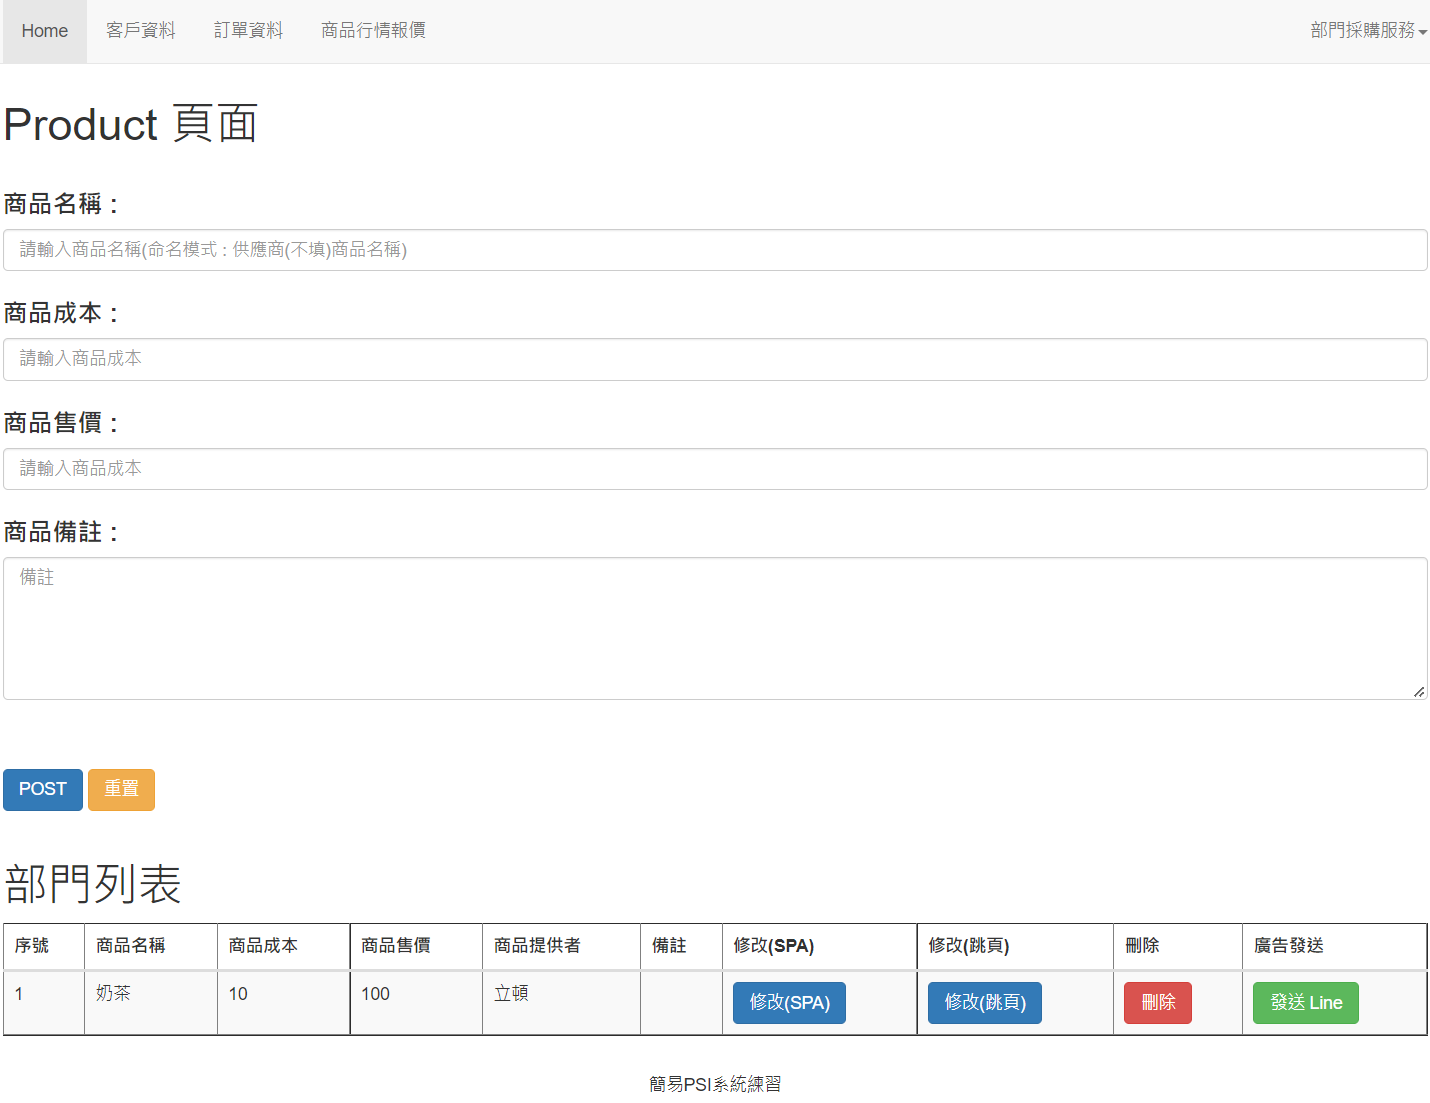 Home 客戶資料 訂單資料 商品行情報價 部門採購服務
Product 頁面
商品名稱 :
請輸入商品名稱(命名模式 : 供應商(不填)商品名稱)
商品成本 :
請輸入商品成本
商品售價 :
請輸入商品成本
商品備註 :
備註
POST 重置
部門列表
序號 商品名稱 商品成本 商品售價 商品提供者 備註 修改(SPA) 修改(跳頁) 刪除 廣告發送
1 奶茶 10 100 立頓 修改(SPA) 修改(跳頁) 刪除 發送 Line
簡易PSI系統練習